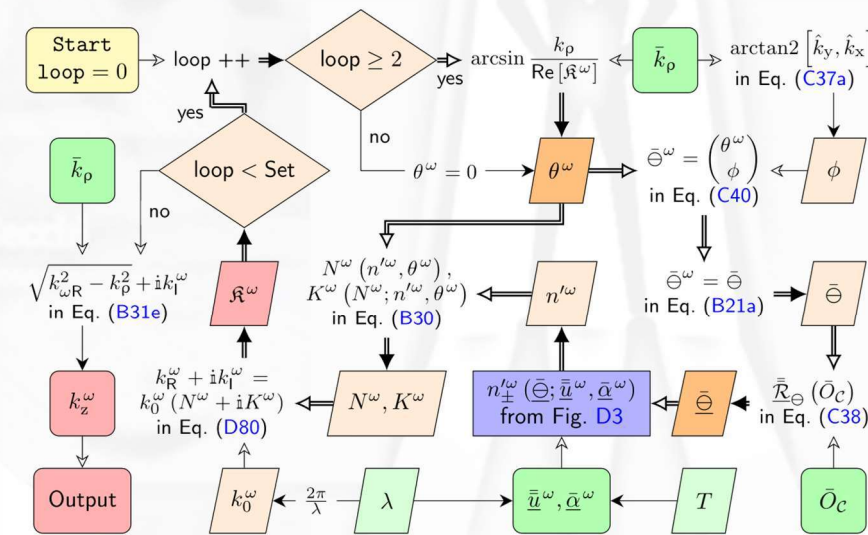 Start
loop = 0
loop ++
loop ≥ 2
yes
no
arcsin k_ρ / Re [𝔎^ω]
k̄_ρ
arctan2 [k̂_y, k̂_x]
in Eq. (C37a)
yes
k̄_ρ
loop < Set
no
θ^ω = 0
θ^ω
Θ̄^ω = (θ^ω ϕ)
in Eq. (C40)
ϕ
√(k²_ωR − k²_ρ) + 𝕚k^ω_I
in Eq. (B31e)
𝔎^ω
N^ω (n′^ω, θ^ω) ,
K^ω (N^ω; n′^ω, θ^ω)
in Eq. (B30)
n′^ω
Θ̄^ω = Θ̄
in Eq. (B21a)
Θ̄
k^ω_z
k^ω_R + 𝕚k^ω_I =
k^ω_0 (N^ω + 𝕚K^ω)
in Eq. (D80)
N^ω, K^ω
n′^ω_± (Θ̲̄; u̲̿^ω, ᾱ̲^ω)
from Fig. D3
Θ̲̄
R̲̿_Θ (Ō_C)
in Eq. (C38)
Output
k^ω_0
2π/λ
λ
u̲̿^ω, ᾱ̲^ω
T
Ō_C